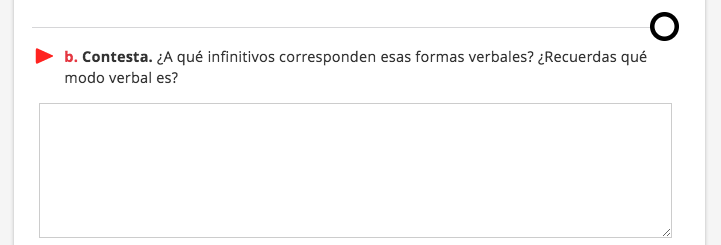 b. Contesta. ¿A qué infinitivos corresponden esas formas verbales? ¿Recuerdas qué
modo verbal es?